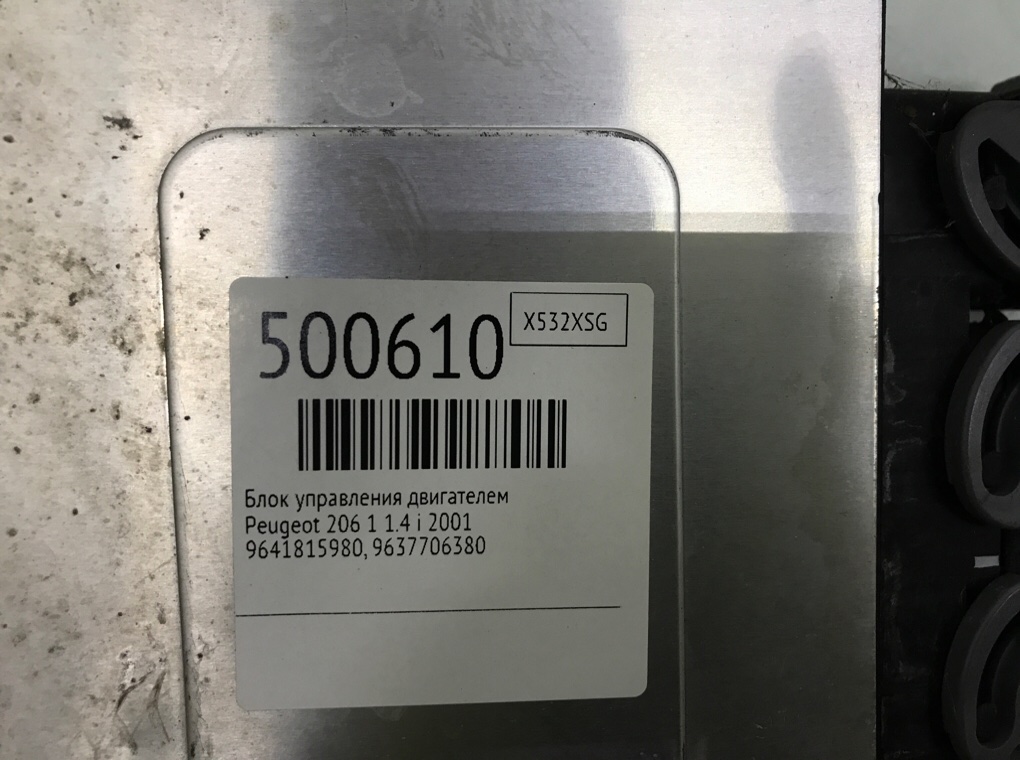 500610
X532XSG
Блок управления двигателем
Peugeot 206 1 1.4 i 2001
9641815980, 9637706380